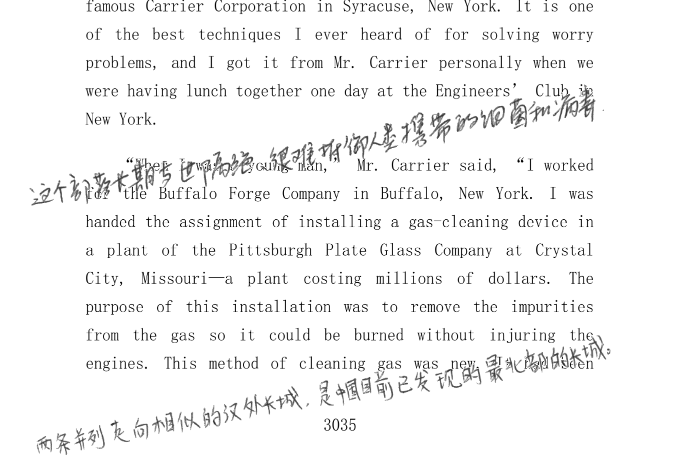 famous Carrier Corporation in Syracuse, New York. It is one
of the best techniques I ever heard of for solving worry
problems, and I got it from Mr. Carrier personally when we
were having lunch together one day at the Engineers’ Club in
New York.
这个部落长期与世隔绝,很难抵御人类携带的细菌和病毒.
“When I was a young man,” Mr. Carrier said, “I worked
for the Buffalo Forge Company in Buffalo, New York. I was
handed the assignment of installing a gas-cleaning device in
a plant of the Pittsburgh Plate Glass Company at Crystal
City, Missouri—a plant costing millions of dollars. The
purpose of this installation was to remove the impurities
from the gas so it could be burned without injuring the
engines. This method of cleaning gas was new. It had been
两条并列走向相似的汉外长城,是中国目前已发现的最北部的长城。
3035